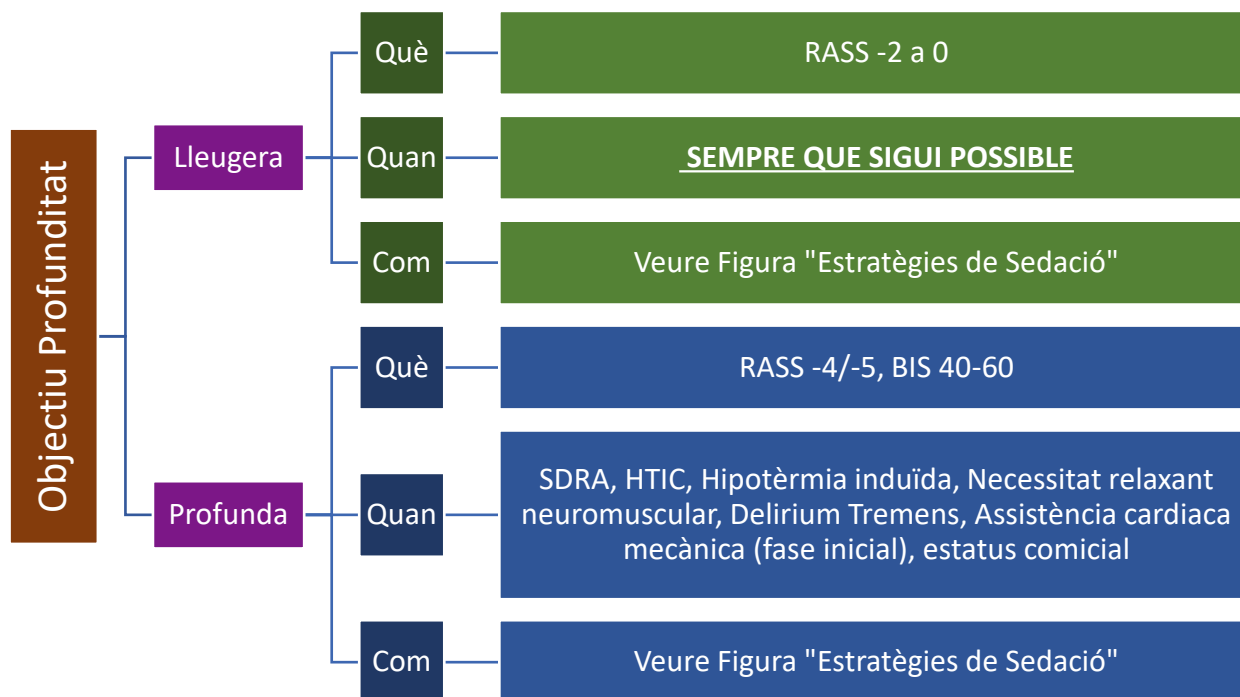 Objectiu Profunditat
Lleugera
Què
RASS -2 a 0
Quan
SEMPRE QUE SIGUI POSSIBLE
Com
Veure Figura "Estratègies de Sedació"
Profunda
Què
RASS -4/-5, BIS 40-60
Quan
SDRA, HTIC, Hipotèrmia induïda, Necessitat relaxant
neuromuscular, Delirium Tremens, Assistència cardiaca
mecànica (fase inicial), estatus comicial
Com
Veure Figura "Estratègies de Sedació"